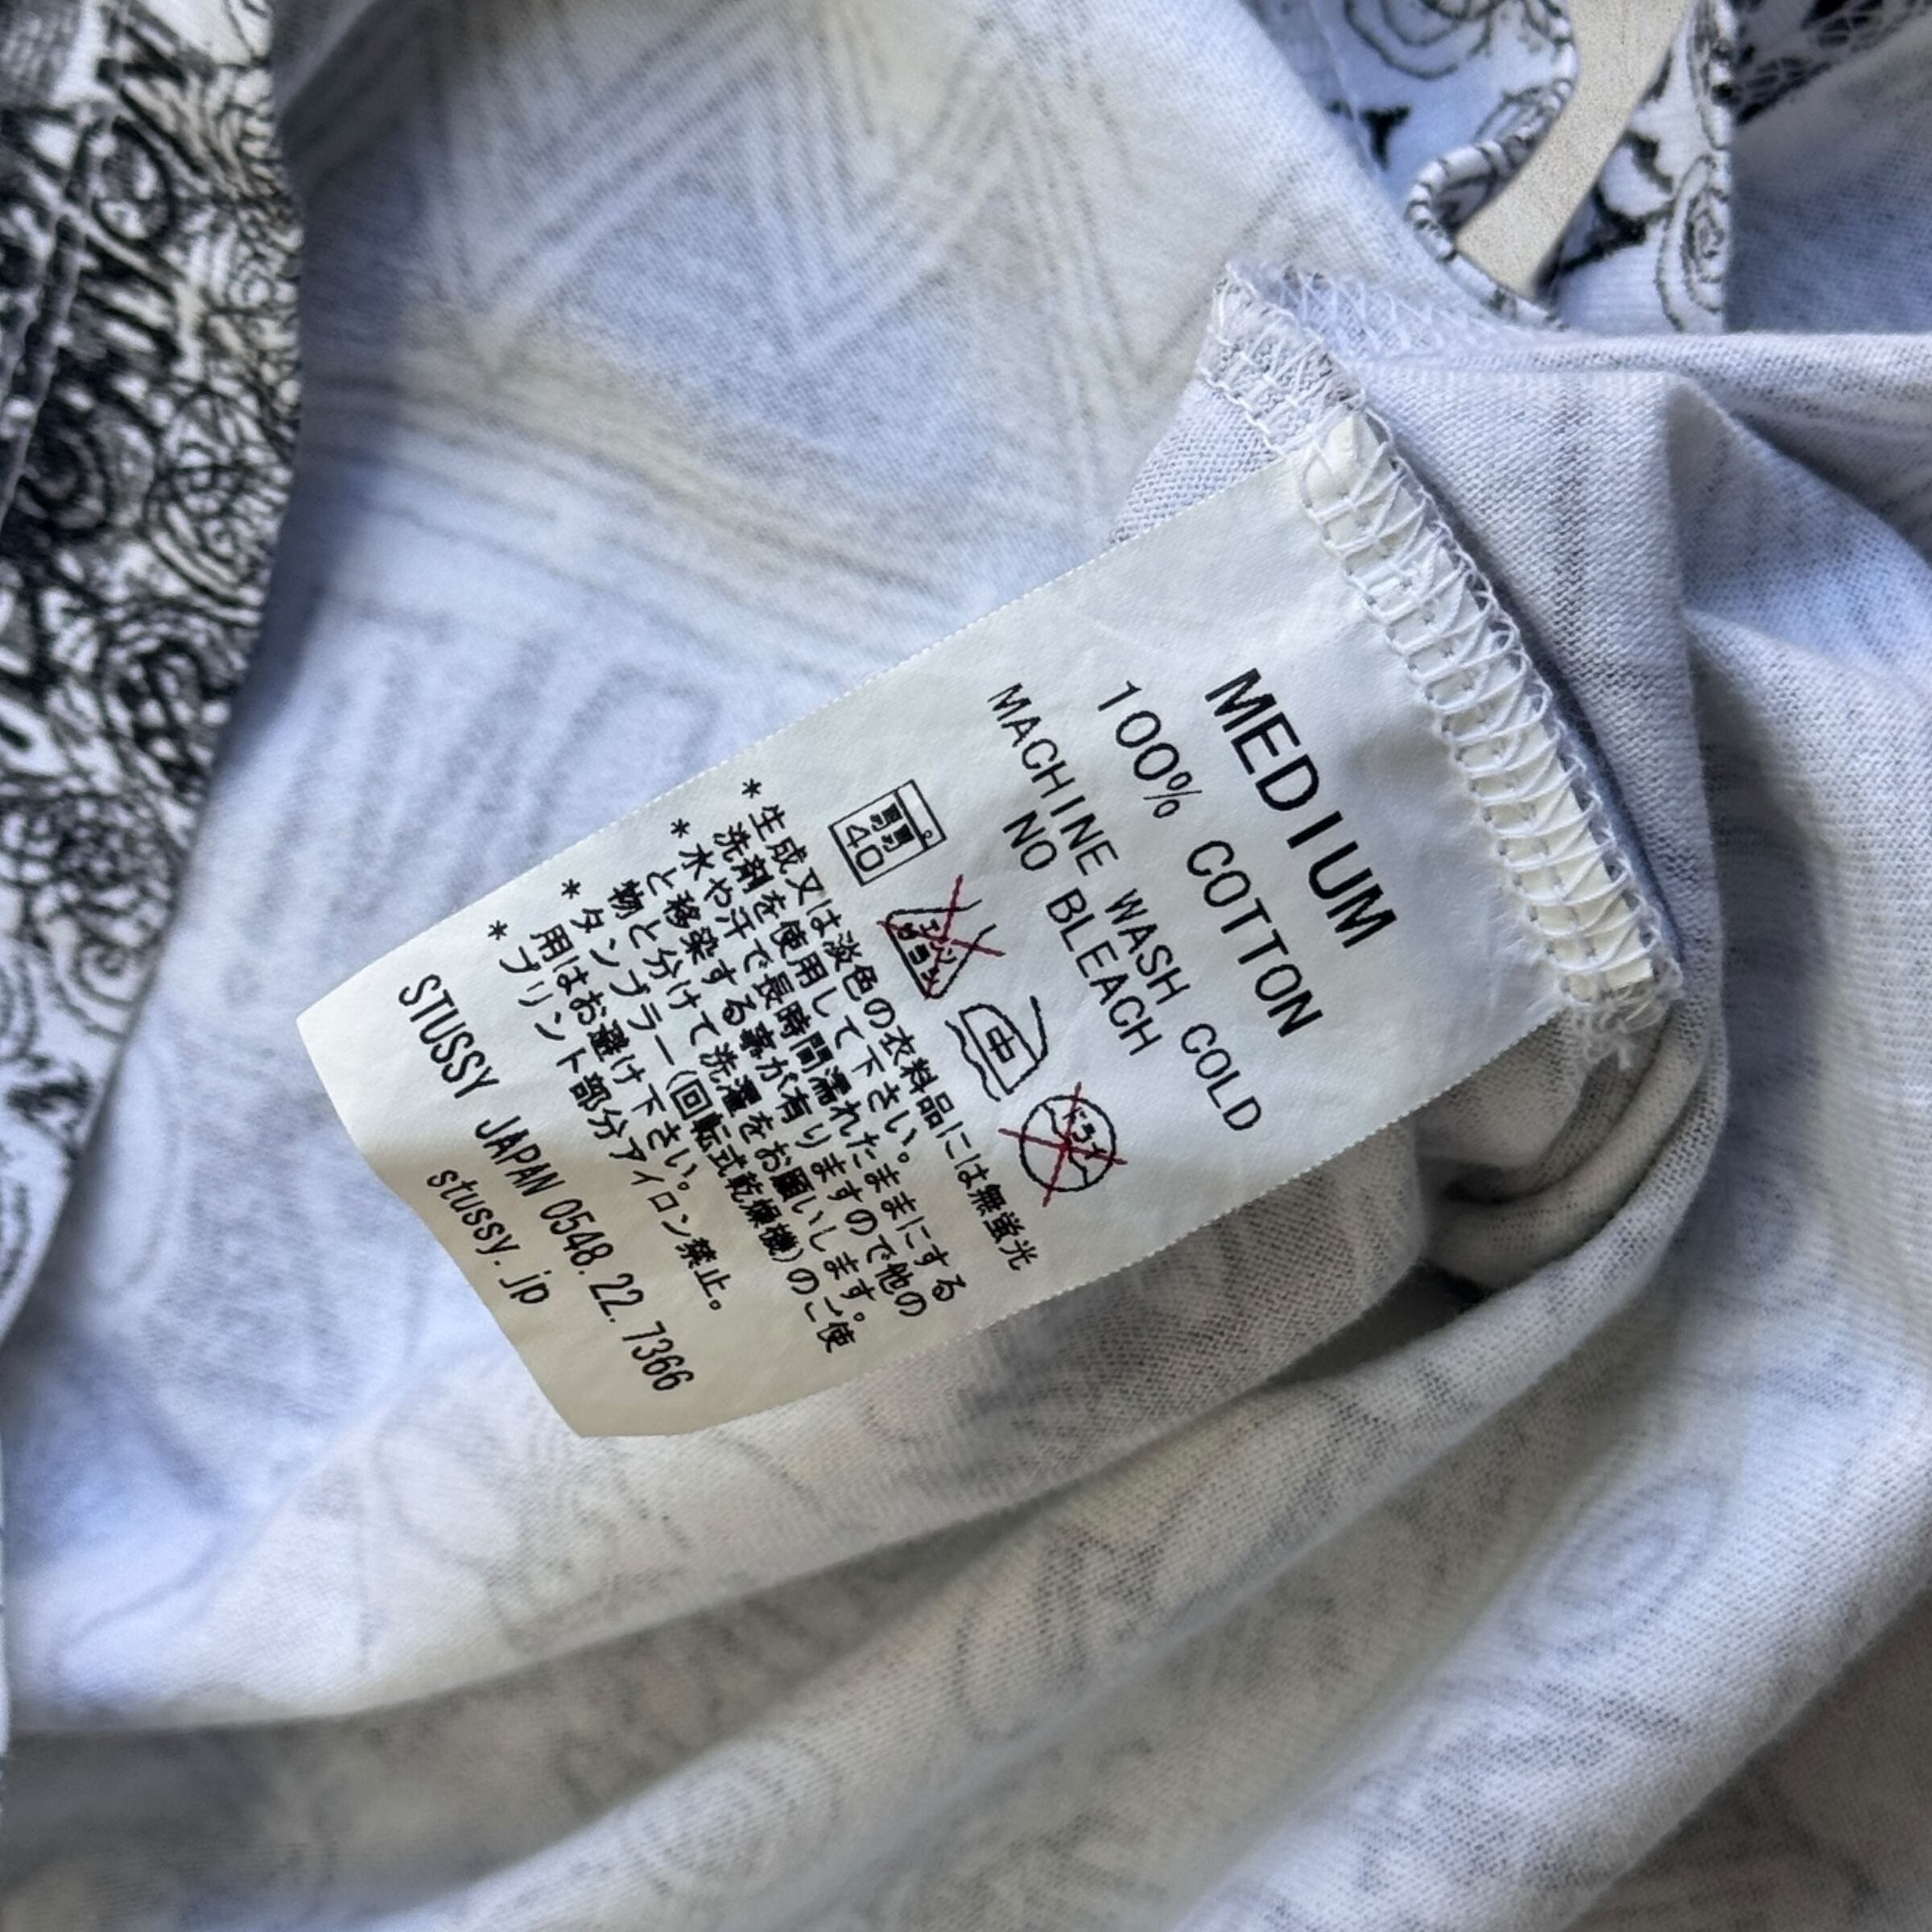 MEDIUM
100% COTTON
MACHINE WASH COLD
NO BLEACH
40
中
*生成又は淡色の衣料品には無蛍光
洗剤を使用して下さい。
*水や汗で長時間濡れたままにする
と移染する事が有りますので他の
物と分けて洗濯をお願いします。
*タンブラー(回転式乾燥機)のご使
用はお避け下さい。
*プリント部分アイロン禁止。
STUSSY JAPAN 0548.22.7366
stussy.jp